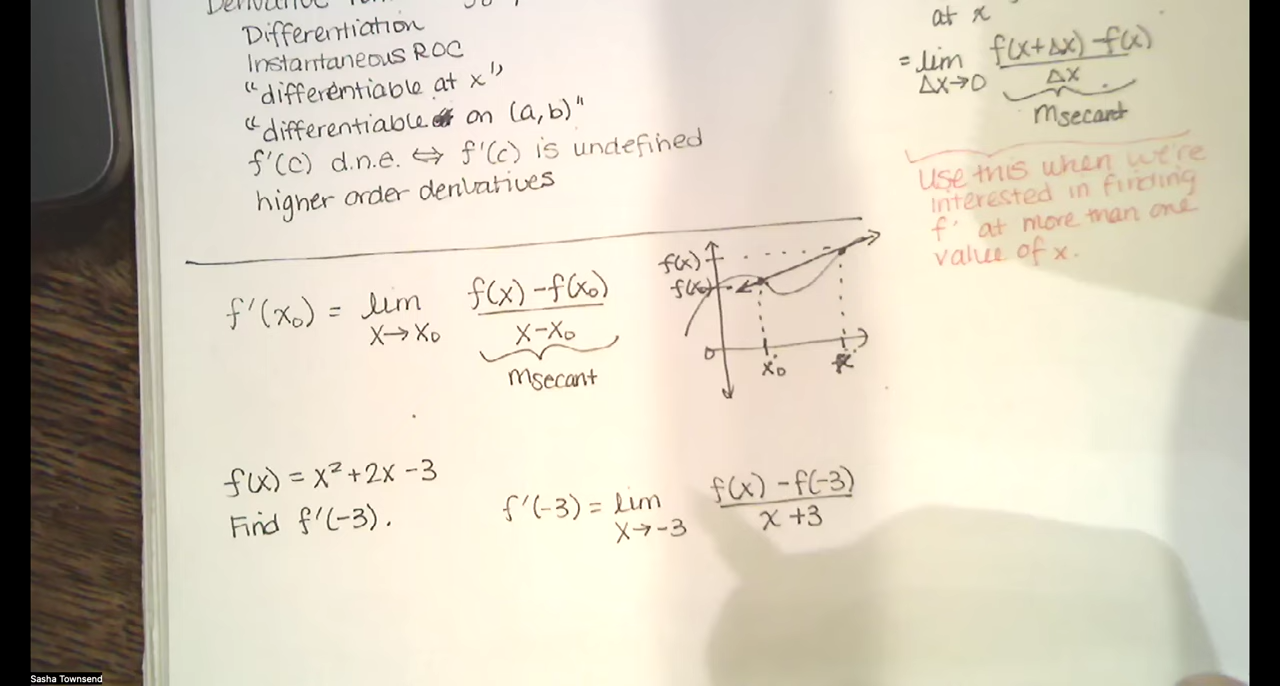 Derivative
Differentiation
Instantaneous ROC
"differentiable at x"
"differentiable on (a,b)"
f'(c) d.n.e. ⇔ f'(c) is undefined
higher order derivatives
at x
= lim f(x+Δx) - f(x)
Δx→0 Δx
msecant
Use this when we're
interested in finding
f' at more than one
value of x.
f'(x₀) = lim f(x) - f(x₀)
x→x₀ x - x₀
msecant
f(x)
f(x₀)
0
x₀
x
f(x) = x² + 2x - 3
Find f'(-3).
f'(-3) = lim f(x) - f(-3)
x→-3 x + 3
Sasha Townsend